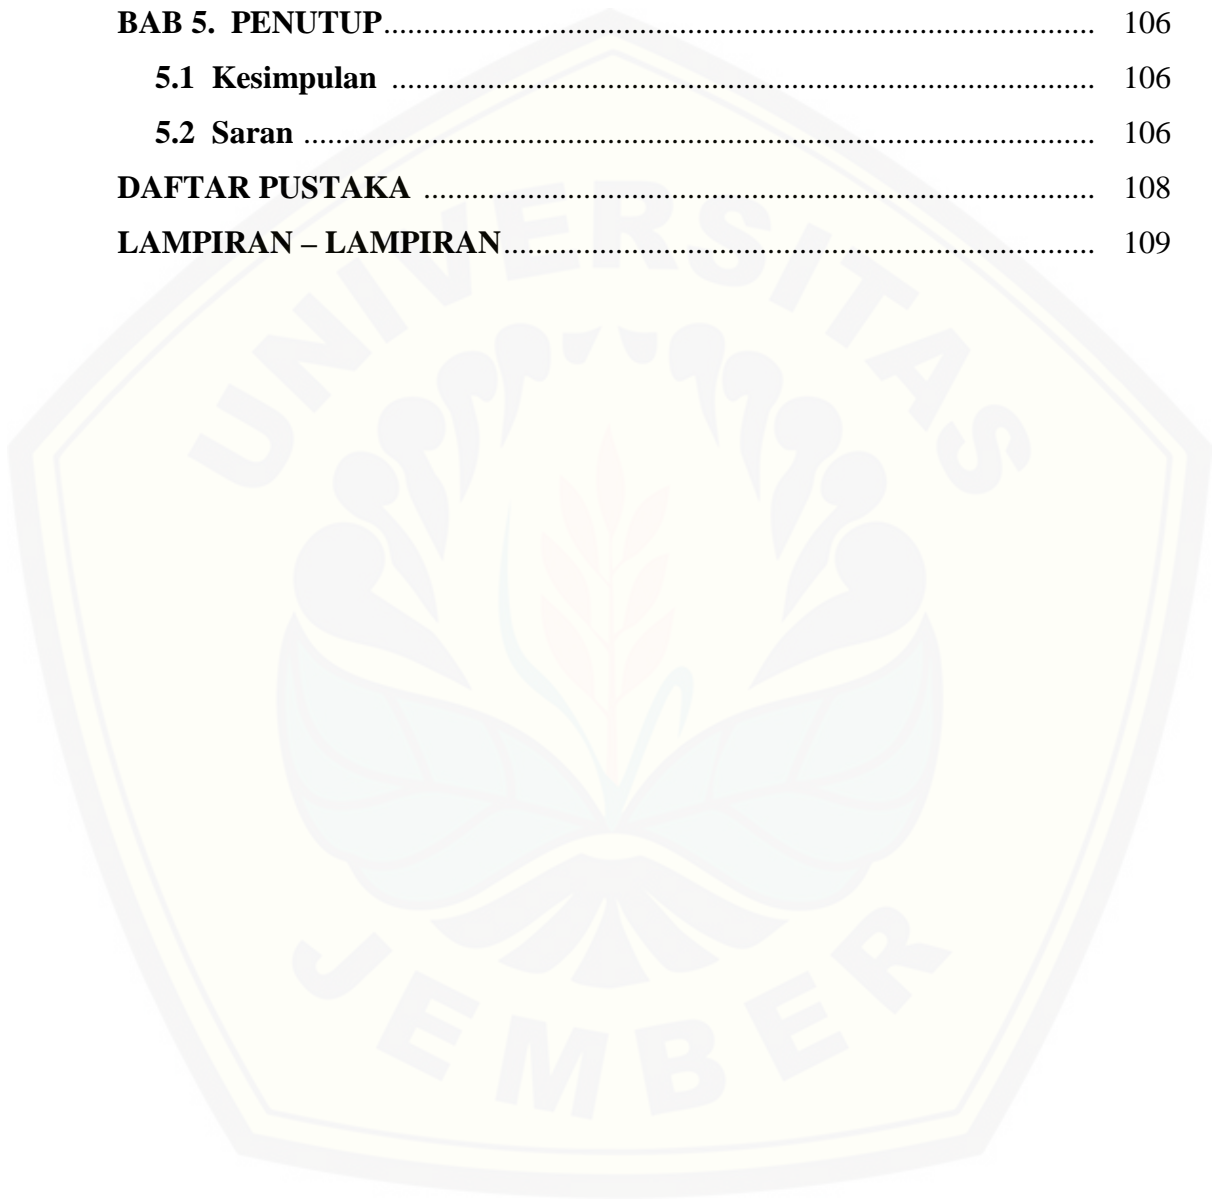 BAB 5. PENUTUP........................................................................................ 106
5.1 Kesimpulan ....................................................................................... 106
5.2 Saran .................................................................................................. 106
DAFTAR PUSTAKA ................................................................................... 108
LAMPIRAN – LAMPIRAN......................................................................... 109
UNIVERSITAS
JEMBER